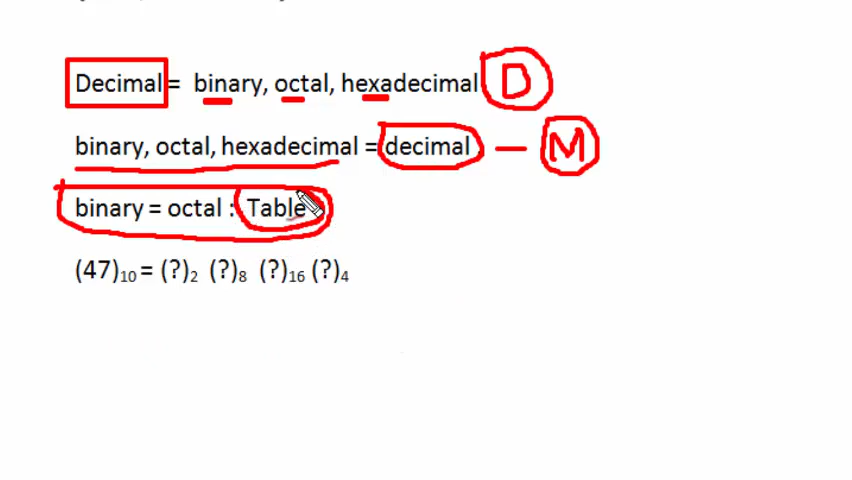 Decimal = binary, octal, hexadecimal D
binary, octal, hexadecimal = decimal — M
binary = octal : Table
(47)₁₀ = (?)₂ (?)₈ (?)₁₆ (?)₄